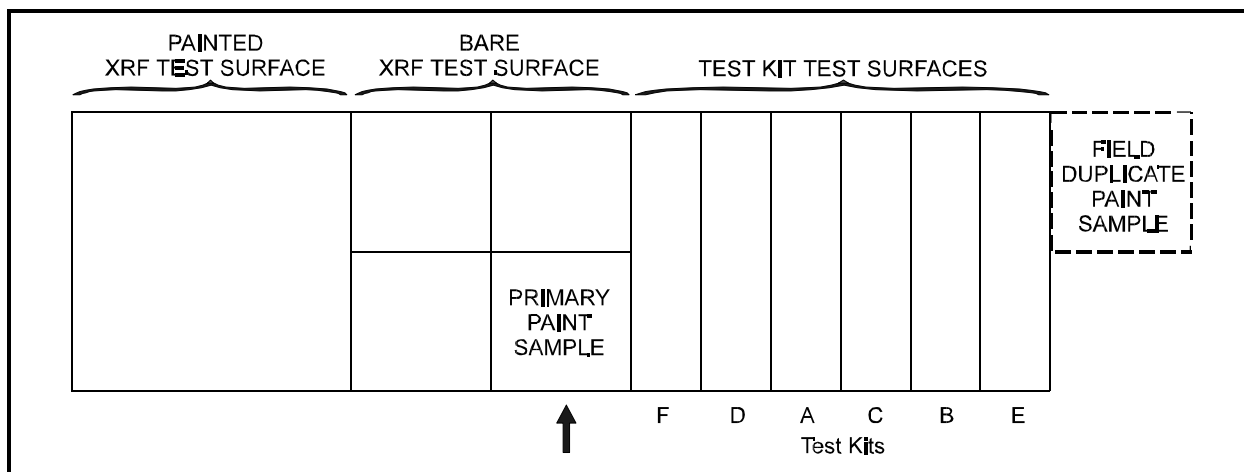 PAINTED
XRF TEST SURFACE
BARE
XRF TEST SURFACE
TEST KIT TEST SURFACES
FIELD
DUPLICATE
PAINT
SAMPLE
PRIMARY
PAINT
SAMPLE
F D A C B E
Test Kits